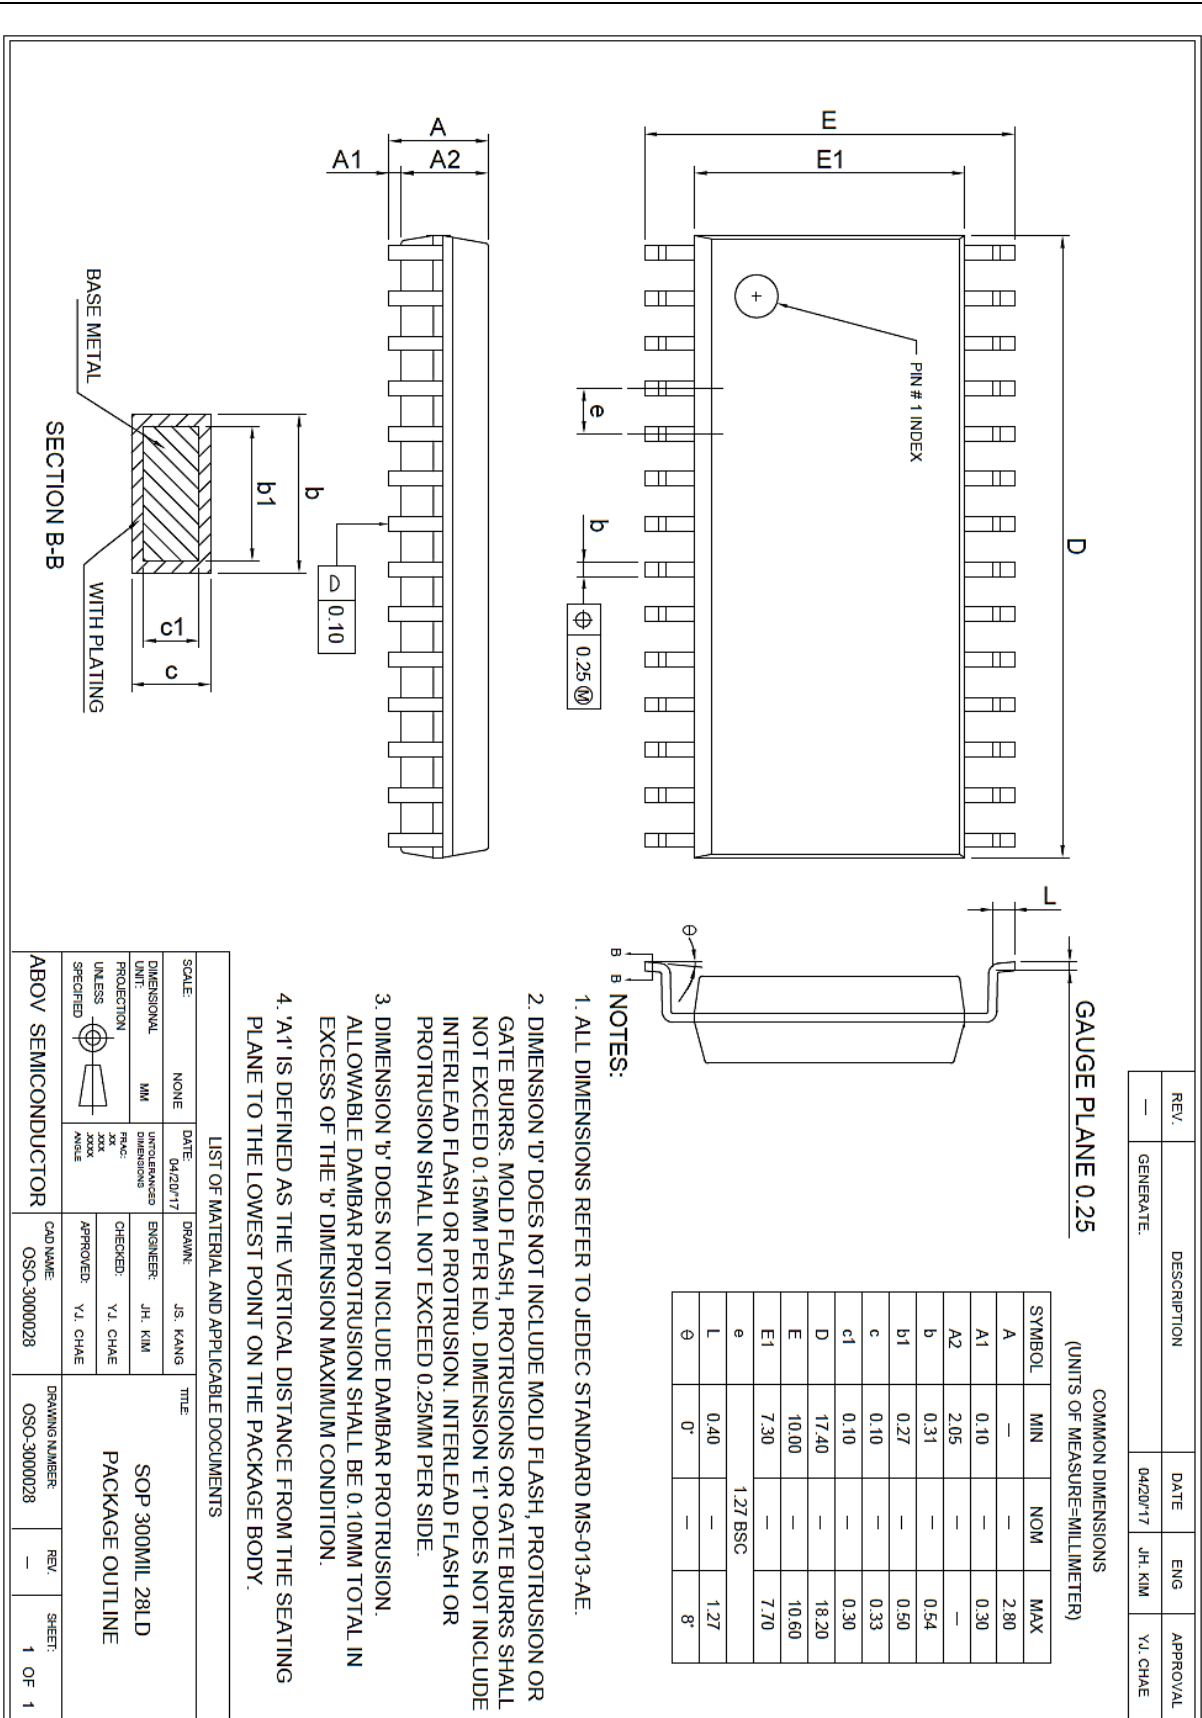 REV. DESCRIPTION DATE ENG APPROVAL
— GENERATE. 04/20/'17 JH. KIM Y.J. CHAE
COMMON DIMENSIONS
(UNITS OF MEASURE=MILLIMETER)
SYMBOL MIN NOM MAX
A — — 2.80
A1 0.10 — 0.30
A2 2.05 — —
b 0.31 — 0.54
b1 0.27 — 0.50
c 0.10 — 0.33
c1 0.10 — 0.30
D 17.40 — 18.20
E 10.00 — 10.60
E1 7.30 — 7.70
e 1.27 BSC
L 0.40 — 1.27
θ 0° — 8°
D
E
E1
PIN # 1 INDEX
e
b
⌖ 0.25 Ⓜ
GAUGE PLANE 0.25
L
θ
B B
A
A1 A2
⌓ 0.10
b
b1
c1
c
BASE METAL
WITH PLATING
SECTION B-B
NOTES:
1. ALL DIMENSIONS REFER TO JEDEC STANDARD MS-013-AE.
2. DIMENSION 'D' DOES NOT INCLUDE MOLD FLASH, PROTRUSION OR
GATE BURRS. MOLD FLASH, PROTRUSIONS OR GATE BURRS SHALL
NOT EXCEED 0.15MM PER END. DIMENSION 'E1' DOES NOT INCLUDE
INTERLEAD FLASH OR PROTRUSION. INTERLEAD FLASH OR
PROTRUSION SHALL NOT EXCEED 0.25MM PER SIDE.
3. DIMENSION 'b' DOES NOT INCLUDE DAMBAR PROTRUSION.
ALLOWABLE DAMBAR PROTRUSION SHALL BE 0.10MM TOTAL IN
EXCESS OF THE 'b' DIMENSION MAXIMUM CONDITION.
4. 'A1' IS DEFINED AS THE VERTICAL DISTANCE FROM THE SEATING
PLANE TO THE LOWEST POINT ON THE PACKAGE BODY.
LIST OF MATERIAL AND APPLICABLE DOCUMENTS
SCALE: NONE
DATE: 04/20/'17
DRAWN: JS. KANG
TITLE:
SOP 300MIL 28LD
PACKAGE OUTLINE
DIMENSIONAL
UNIT: MM
UNTOLERANCED
DIMENSIONS
ENGINEER: JH. KIM
PROJECTION
UNLESS
SPECIFIED
FRAC:
.XX
.XXX
.XXXX
ANGLE
CHECKED: Y.J. CHAE
APPROVED: Y.J. CHAE
ABOV SEMICONDUCTOR
CAD NAME:
OSO-3000028
DRAWING NUMBER:
OSO-3000028
REV.
—
SHEET:
1 OF 1